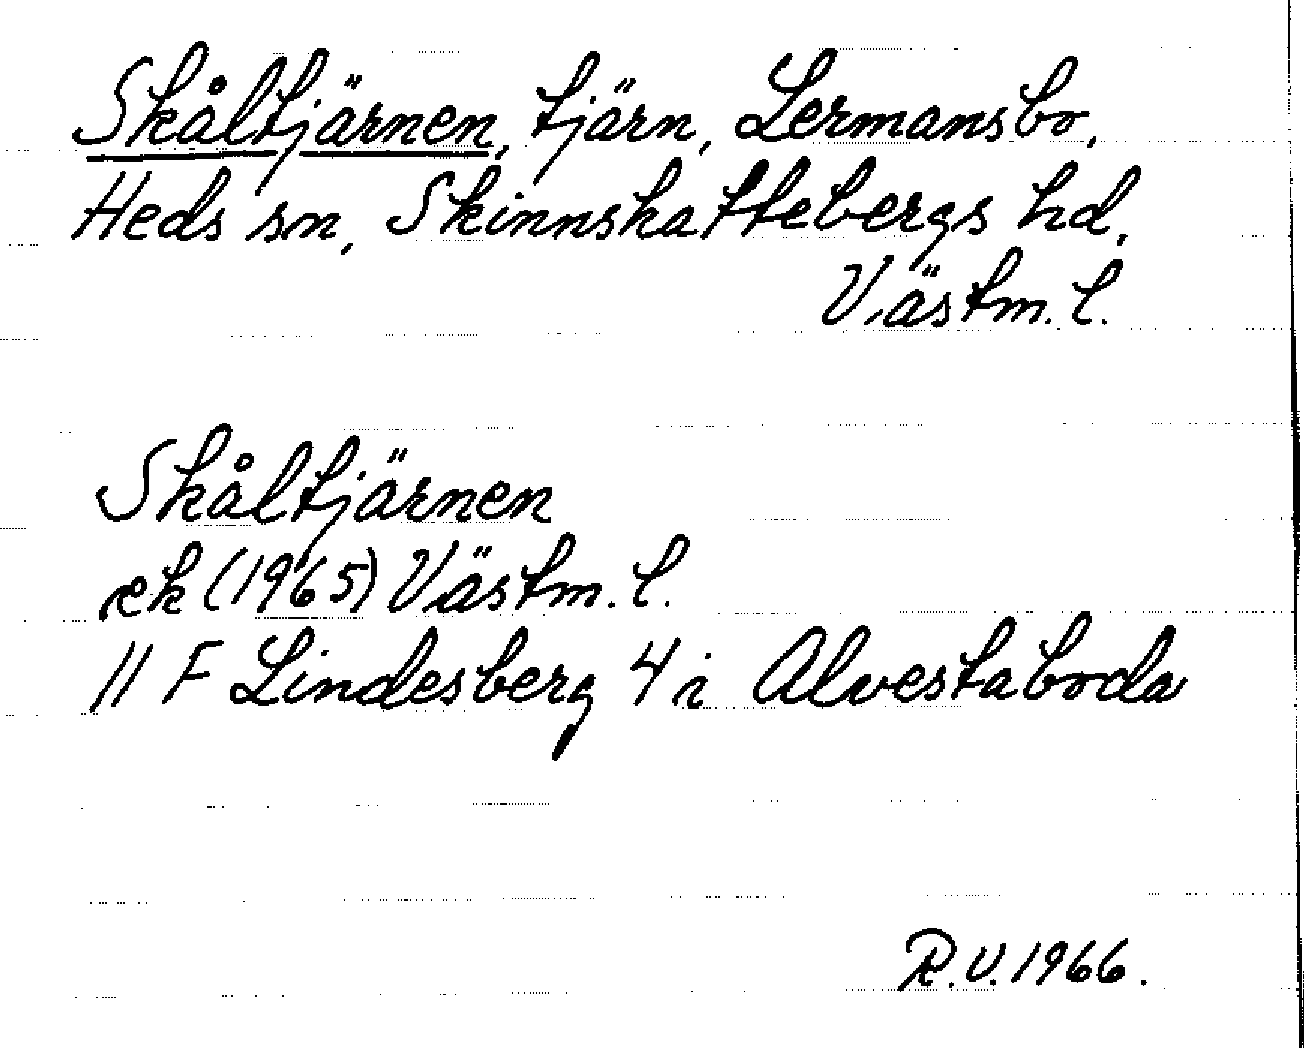 Skåltjärnen, tjärn, Lermansbo,
Heds sn, Skinnskattebergs hd,
Västm. l.
Skåltjärnen
ek (1965) Västm. l.
11 F Lindesberg 4 i Alvestaboda
R.V. 1966.